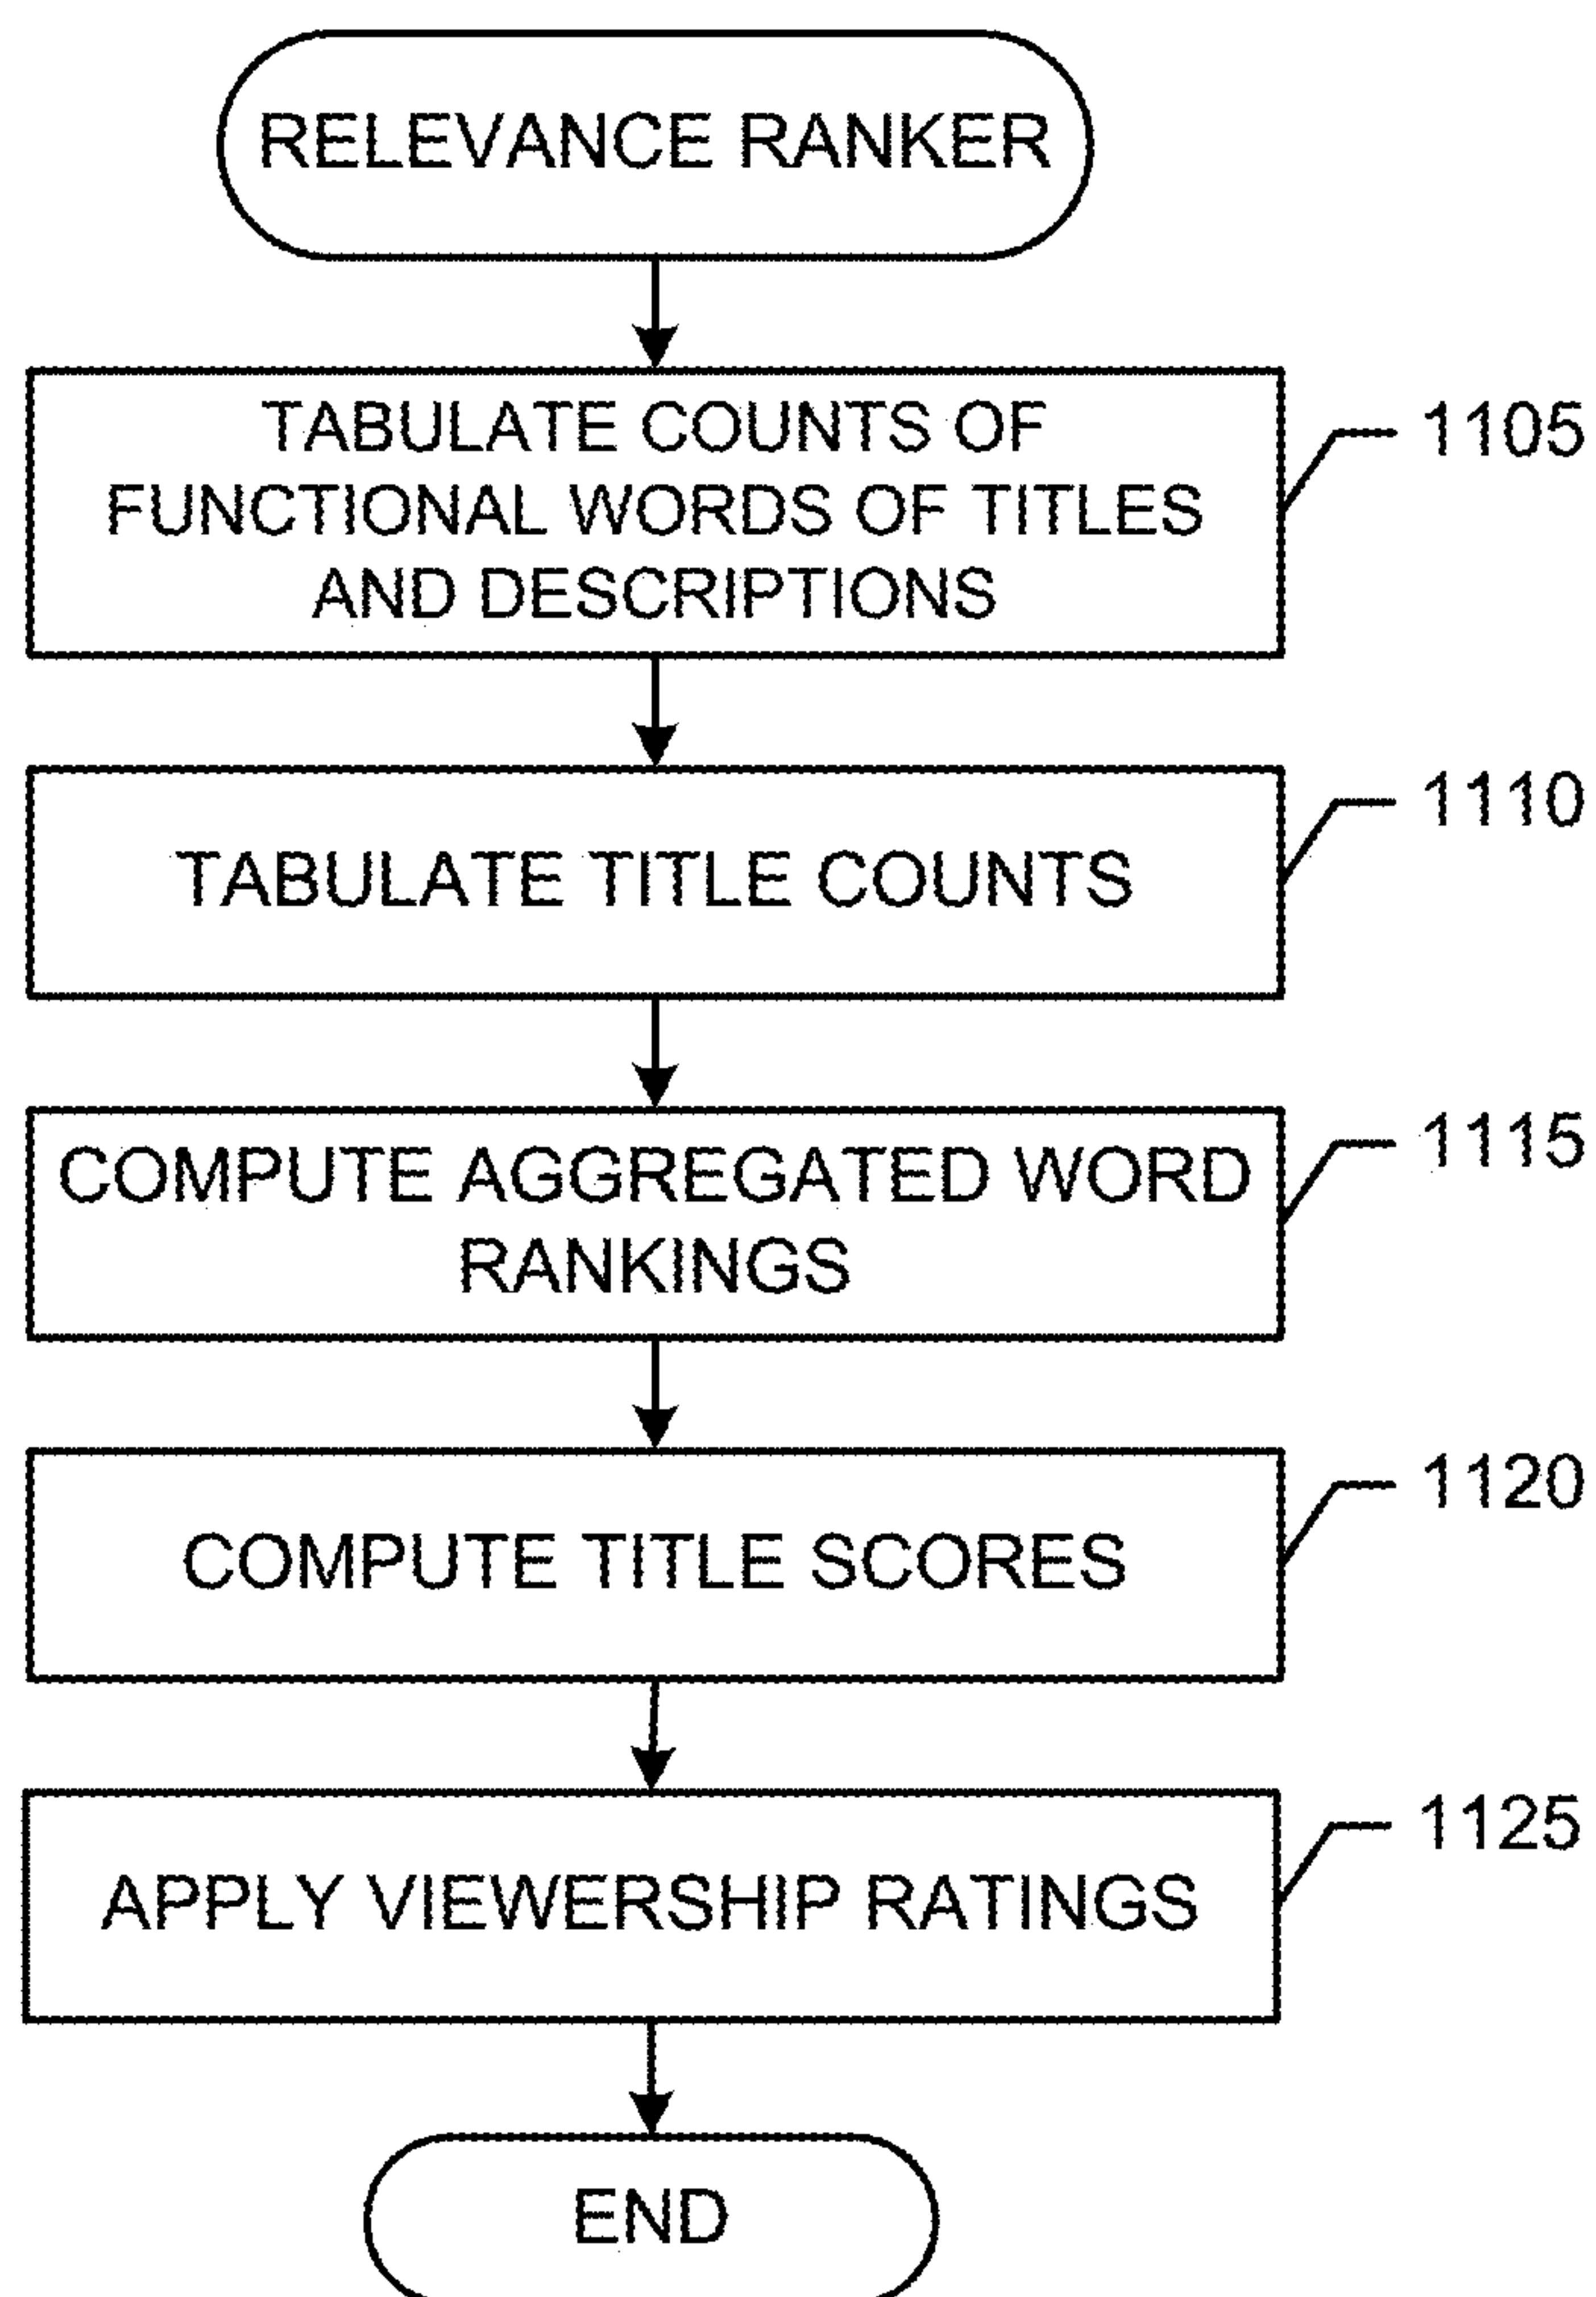 RELEVANCE RANKER
TABULATE COUNTS OF
FUNCTIONAL WORDS OF TITLES
AND DESCRIPTIONS
1105
TABULATE TITLE COUNTS
1110
COMPUTE AGGREGATED WORD
RANKINGS
1115
COMPUTE TITLE SCORES
1120
APPLY VIEWERSHIP RATINGS
1125
END